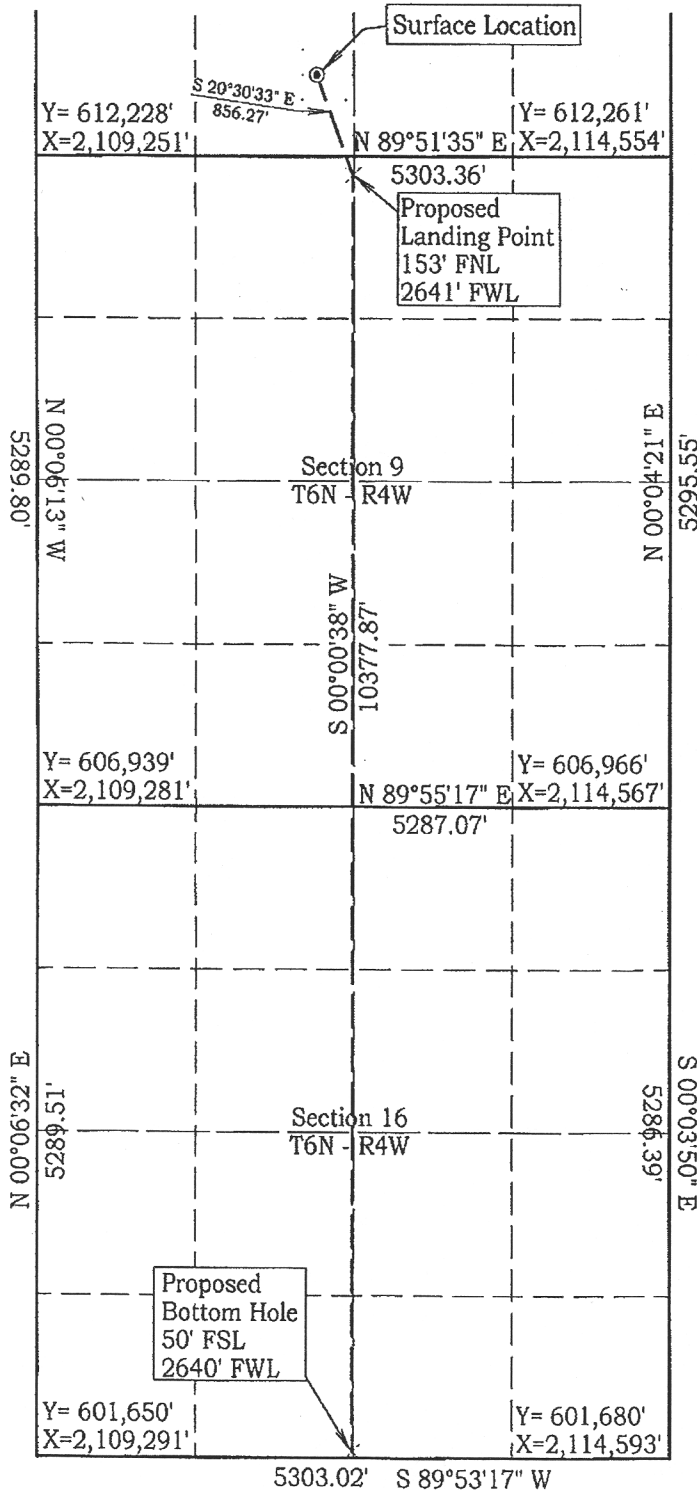 Surface Location
S 20°30'33" E
856.27'
Y= 612,228'
X=2,109,251'
N 89°51'35" E
5303.36'
Y= 612,261'
X=2,114,554'
Proposed
Landing Point
153' FNL
2641' FWL
N 00°06'13" W
5289.80'
Section 9
T6N - R4W
N 00°04'21" E
5295.55'
S 00°00'38" W
10377.87'
Y= 606,939'
X=2,109,281'
N 89°55'17" E
5287.07'
Y= 606,966'
X=2,114,567'
N 00°06'32" E
5289.51'
Section 16
T6N - R4W
S 00°03'50" E
5286.39'
Proposed
Bottom Hole
50' FSL
2640' FWL
Y= 601,650'
X=2,109,291'
Y= 601,680'
X=2,114,593'
5303.02' S 89°53'17" W